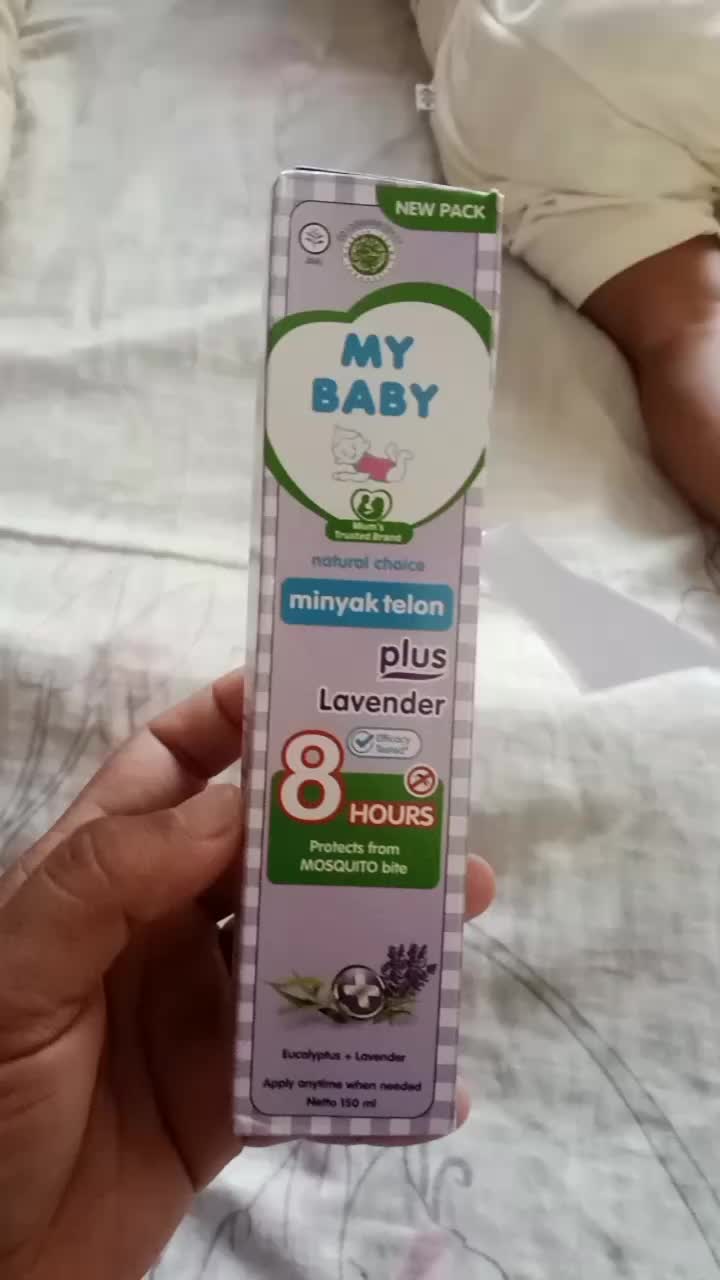 NEW PACK
MY
BABY
Mum's
Trusted Brand
natural choice
minyak telon
plus
Lavender
Efficacy
Tested*
8
HOURS
Protects from
MOSQUITO bite
Eucalyptus + Lavender
Apply anytime when needed
Netto 150 ml